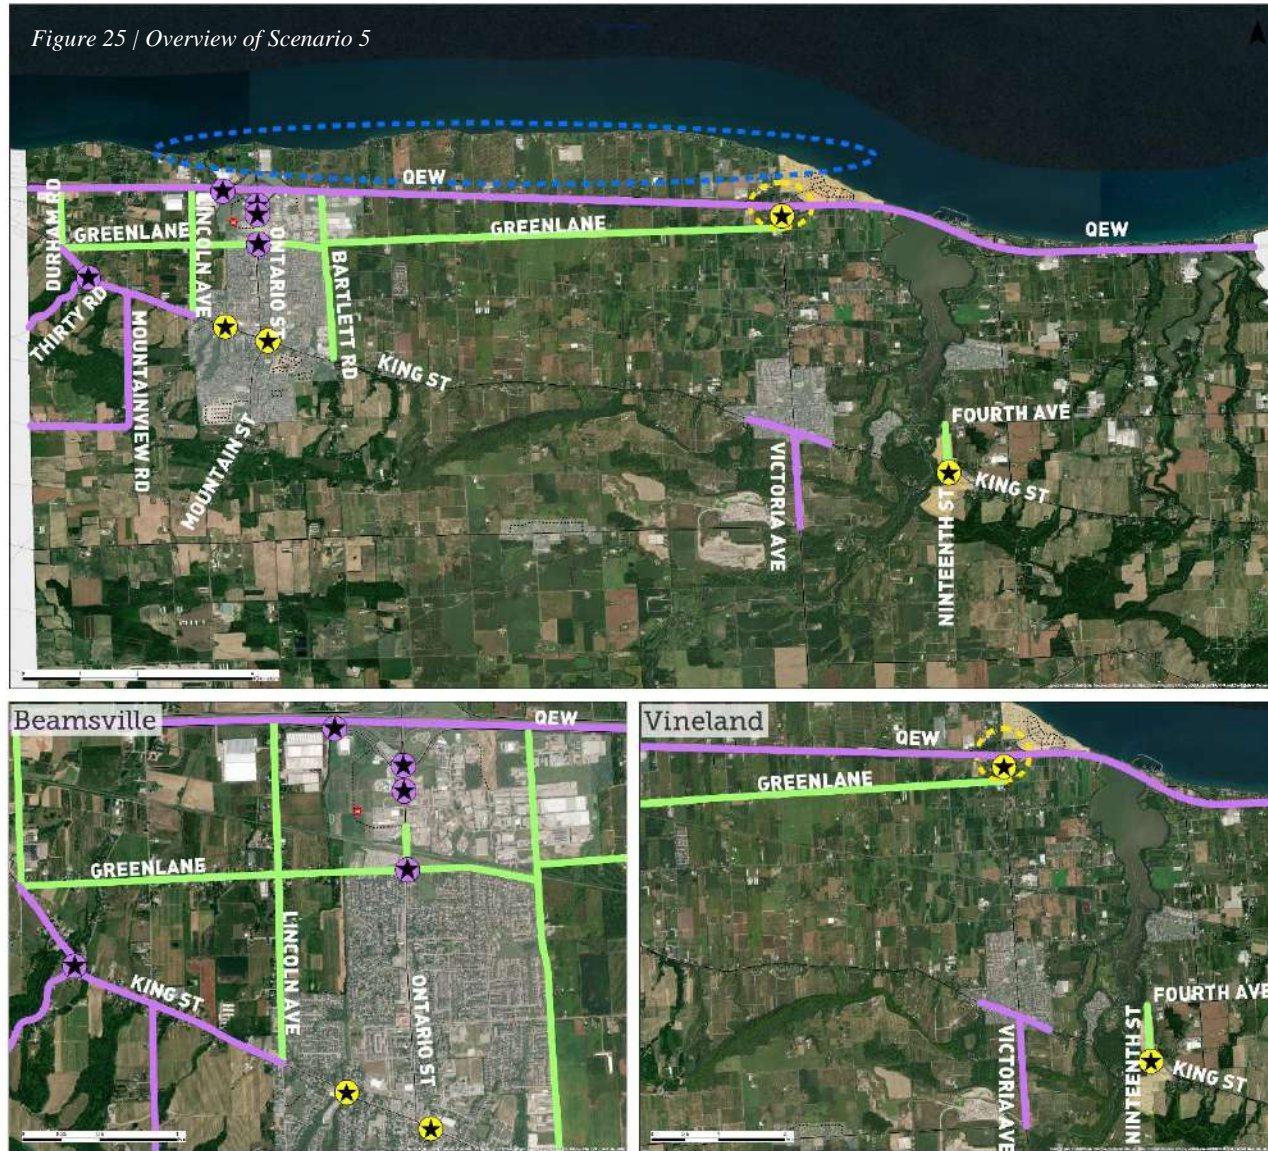 Figure 25 | Overview of Scenario 5
QEW
DURHAM RD
LINCOLN AVE
GREENLANE
GREENLANE
ONTARIO ST
BARTLETT RD
QEW
THIRTY RD
MOUNTAINVIEW RD
KING ST
MOUNTAIN ST
VICTORIA AVE
FOURTH AVE
KING ST
NINTEENTH ST
Beamsville
QEW
GREENLANE
LINCOLN AVE
KING ST
ONTARIO ST
Vineland
QEW
GREENLANE
FOURTH AVE
NINTEENTH ST
KING ST
VICTORIA AVE